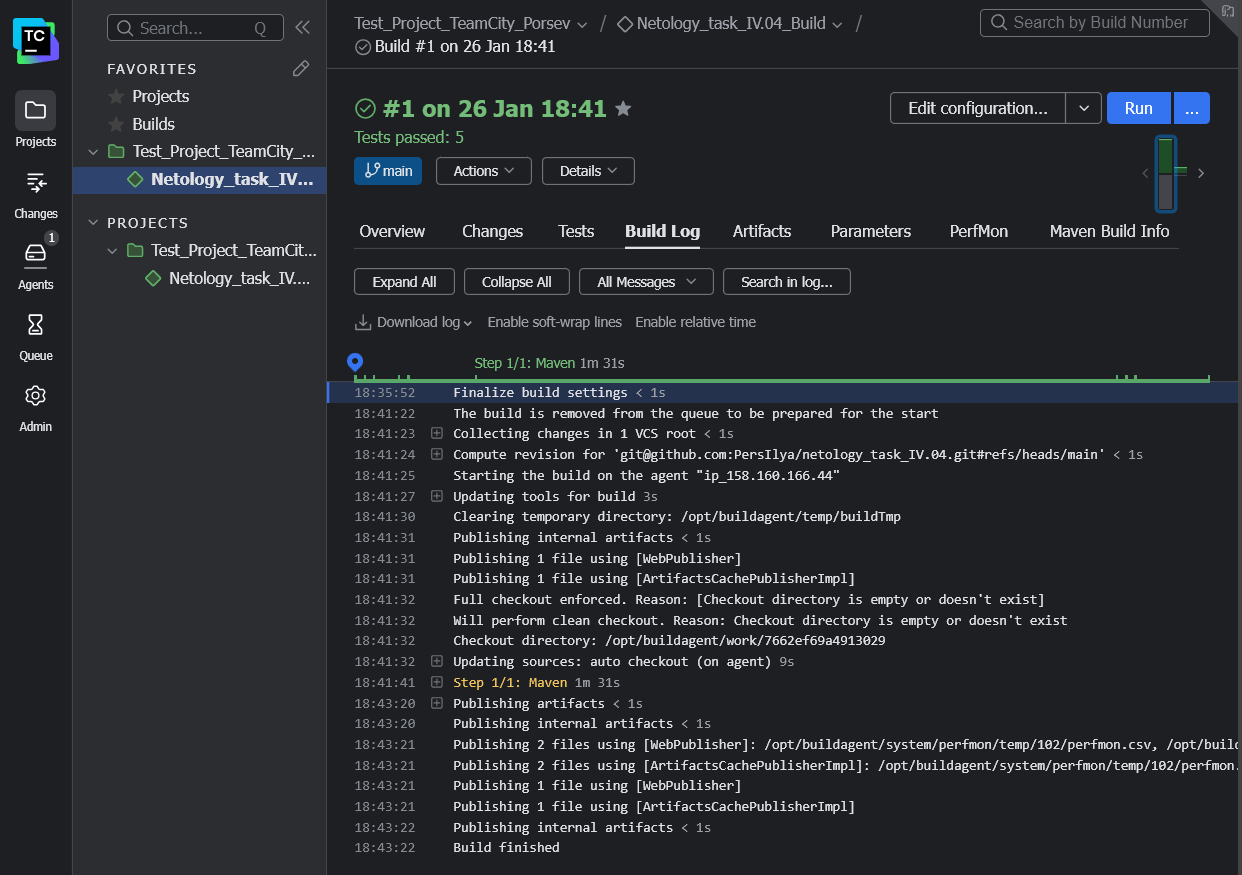 TC
Search... Q
FAVORITES
Projects
Builds
Test_Project_TeamCity_...
Netology_task_IV...
PROJECTS
Test_Project_TeamCit...
Netology_task_IV....
Projects
Changes
1
Agents
Queue
Admin
Test_Project_TeamCity_Porsev / Netology_task_IV.04_Build /
Search by Build Number
Build #1 on 26 Jan 18:41
#1 on 26 Jan 18:41
Edit configuration...
Run
...
Tests passed: 5
main
Actions
Details
Overview Changes Tests Build Log Artifacts Parameters PerfMon Maven Build Info
Expand All Collapse All All Messages Search in log...
Download log Enable soft-wrap lines Enable relative time
Step 1/1: Maven 1m 31s
18:35:52 Finalize build settings < 1s
18:41:22 The build is removed from the queue to be prepared for the start
18:41:23 Collecting changes in 1 VCS root < 1s
18:41:24 Compute revision for 'git@github.com:PersIlya/netology_task_IV.04.git#refs/heads/main' < 1s
18:41:25 Starting the build on the agent "ip_158.160.166.44"
18:41:27 Updating tools for build 3s
18:41:30 Clearing temporary directory: /opt/buildagent/temp/buildTmp
18:41:31 Publishing internal artifacts < 1s
18:41:31 Publishing 1 file using [WebPublisher]
18:41:31 Publishing 1 file using [ArtifactsCachePublisherImpl]
18:41:32 Full checkout enforced. Reason: [Checkout directory is empty or doesn't exist]
18:41:32 Will perform clean checkout. Reason: Checkout directory is empty or doesn't exist
18:41:32 Checkout directory: /opt/buildagent/work/7662ef69a4913029
18:41:32 Updating sources: auto checkout (on agent) 9s
18:41:41 Step 1/1: Maven 1m 31s
18:43:20 Publishing artifacts < 1s
18:43:20 Publishing internal artifacts < 1s
18:43:21 Publishing 2 files using [WebPublisher]: /opt/buildagent/system/perfmon/temp/102/perfmon.csv, /opt/build
18:43:21 Publishing 2 files using [ArtifactsCachePublisherImpl]: /opt/buildagent/system/perfmon/temp/102/perfmon.
18:43:21 Publishing 1 file using [WebPublisher]
18:43:21 Publishing 1 file using [ArtifactsCachePublisherImpl]
18:43:22 Publishing internal artifacts < 1s
18:43:22 Build finished